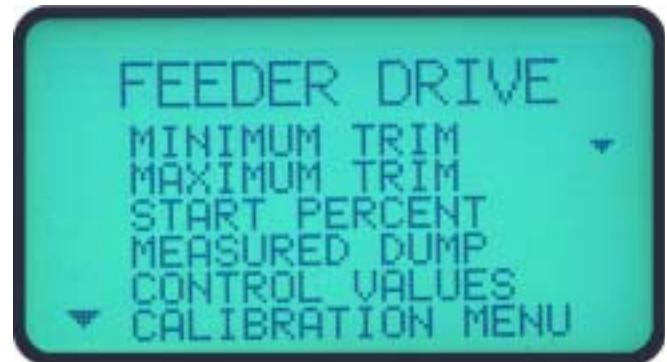 FEEDER DRIVE
MINIMUM TRIM
MAXIMUM TRIM
START PERCENT
MEASURED DUMP
CONTROL VALUES
CALIBRATION MENU